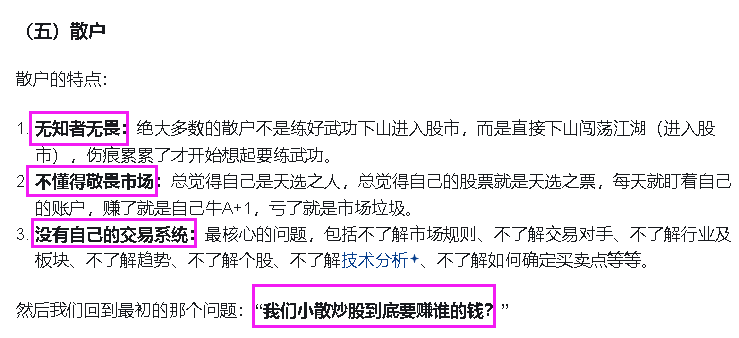 （五）散户
散户的特点：
1. 无知者无畏：绝大多数的散户不是练好武功下山进入股市，而是直接下山闯荡江湖（进入股
市），伤痕累累了才开始想起要练武功。
2. 不懂得敬畏市场：总觉得自己是天选之人，总觉得自己的股票就是天选之票，每天就盯着自己
的账户，赚了就是自己牛A+1，亏了就是市场垃圾。
3. 没有自己的交易系统：最核心的问题，包括不了解市场规则、不了解交易对手、不了解行业及
板块、不了解趋势、不了解个股、不了解技术分析、不了解如何确定买卖点等等。
然后我们回到最初的那个问题：“我们小散炒股到底要赚谁的钱？”